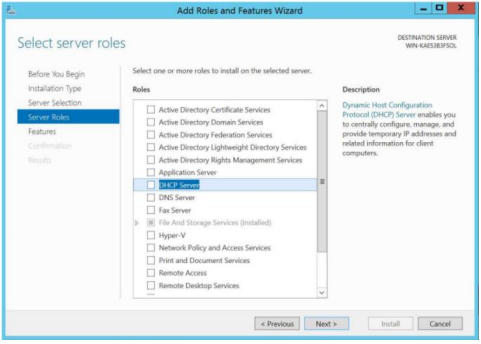 Add Roles and Features Wizard
Select server roles
DESTINATION SERVER
WIN-KAES3B3FSOL
Before You Begin
Installation Type
Server Selection
Server Roles
Features
Confirmation
Results
Select one or more roles to install on the selected server.
Roles
Active Directory Certificate Services
Active Directory Domain Services
Active Directory Federation Services
Active Directory Lightweight Directory Services
Active Directory Rights Management Services
Application Server
DHCP Server
DNS Server
Fax Server
File And Storage Services (Installed)
Hyper-V
Network Policy and Access Services
Print and Document Services
Remote Access
Remote Desktop Services
Description
Dynamic Host Configuration
Protocol (DHCP) Server enables you
to centrally configure, manage, and
provide temporary IP addresses and
related information for client
computers.
< Previous
Next >
Install
Cancel